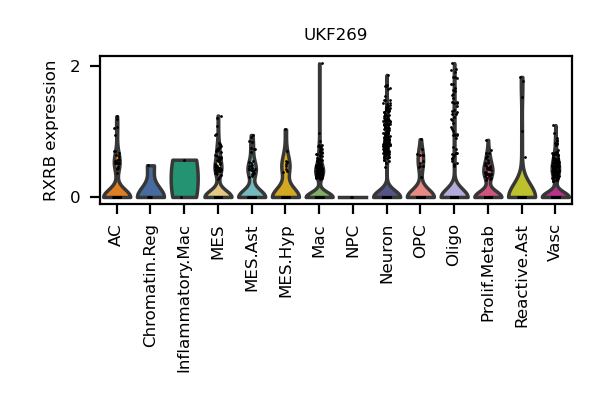 UKF269
RXRB expression
2
0
AC
Chromatin.Reg
Inflammatory.Mac
MES
MES.Ast
MES.Hyp
Mac
NPC
Neuron
OPC
Oligo
Prolif.Metab
Reactive.Ast
Vasc